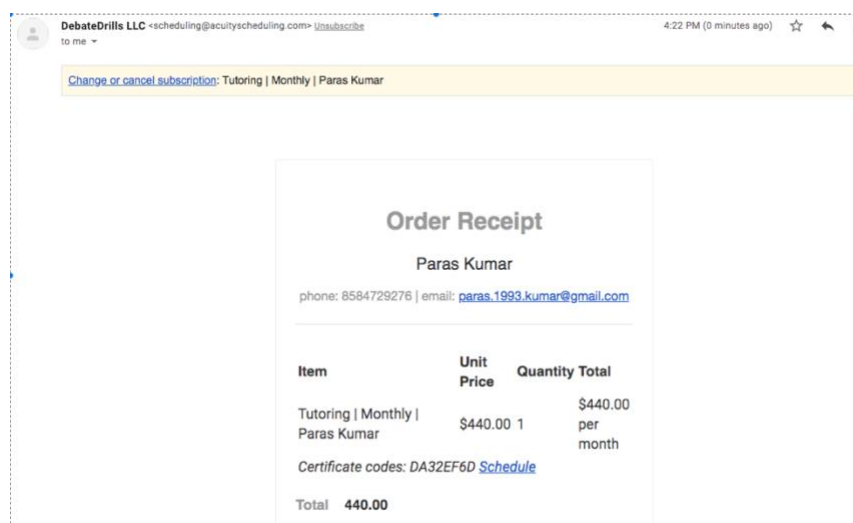 DebateDrills LLC <scheduling@acuityscheduling.com> Unsubscribe 4:22 PM (0 minutes ago)
to me
Change or cancel subscription: Tutoring | Monthly | Paras Kumar
Order Receipt
Paras Kumar
phone: 8584729276 | email: paras.1993.kumar@gmail.com
Item Unit Price Quantity Total
Tutoring | Monthly | Paras Kumar $440.00 1 $440.00 per month
Certificate codes: DA32EF6D Schedule
Total 440.00